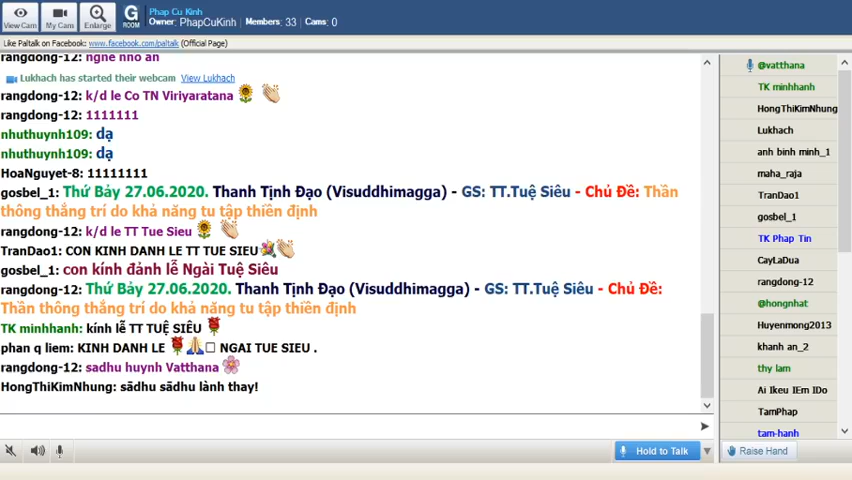 Phap Cu Kinh
Owner: PhapCuKinh Members: 33 Cams: 0
View Cam My Cam Enlarge G ROOM
Like Paltalk on Facebook: www.facebook.com/paltalk (Official Page)
rangdong-12: nghe nho an
Lukhach has started their webcam View Lukhach
rangdong-12: k/d le Co TN Viriyaratana
rangdong-12: 1111111
nhuthuynh109: dạ
nhuthuynh109: dạ
HoaNguyet-8: 11111111
gosbel_1: Thứ Bảy 27.06.2020. Thanh Tịnh Đạo (Visuddhimagga) - GS: TT.Tuệ Siêu - Chủ Đề: Thần
thông thắng trí do khả năng tu tập thiền định
rangdong-12: k/d le TT Tue Sieu
TranDao1: CON KINH DANH LE TT TUE SIEU
gosbel_1: con kính đảnh lễ Ngài Tuệ Siêu
rangdong-12: Thứ Bảy 27.06.2020. Thanh Tịnh Đạo (Visuddhimagga) - GS: TT.Tuệ Siêu - Chủ Đề:
Thần thông thắng trí do khả năng tu tập thiền định
TK minhhanh: kính lễ TT TUỆ SIÊU
phan q liem: KINH DANH LE NGAI TUE SIEU .
rangdong-12: sadhu huynh Vatthana
HongThiKimNhung: sādhu sādhu lành thay!
Hold to Talk
@vatthana
TK minhhanh
HongThiKimNhung
Lukhach
anh binh minh_1
maha_raja
TranDao1
gosbel_1
TK Phap Tin
CayLaDua
rangdong-12
@hongnhat
Huyenmong2013
khanh an_2
thy lam
Ai Ikeu IEm IDo
TamPhap
tam-hanh
Raise Hand